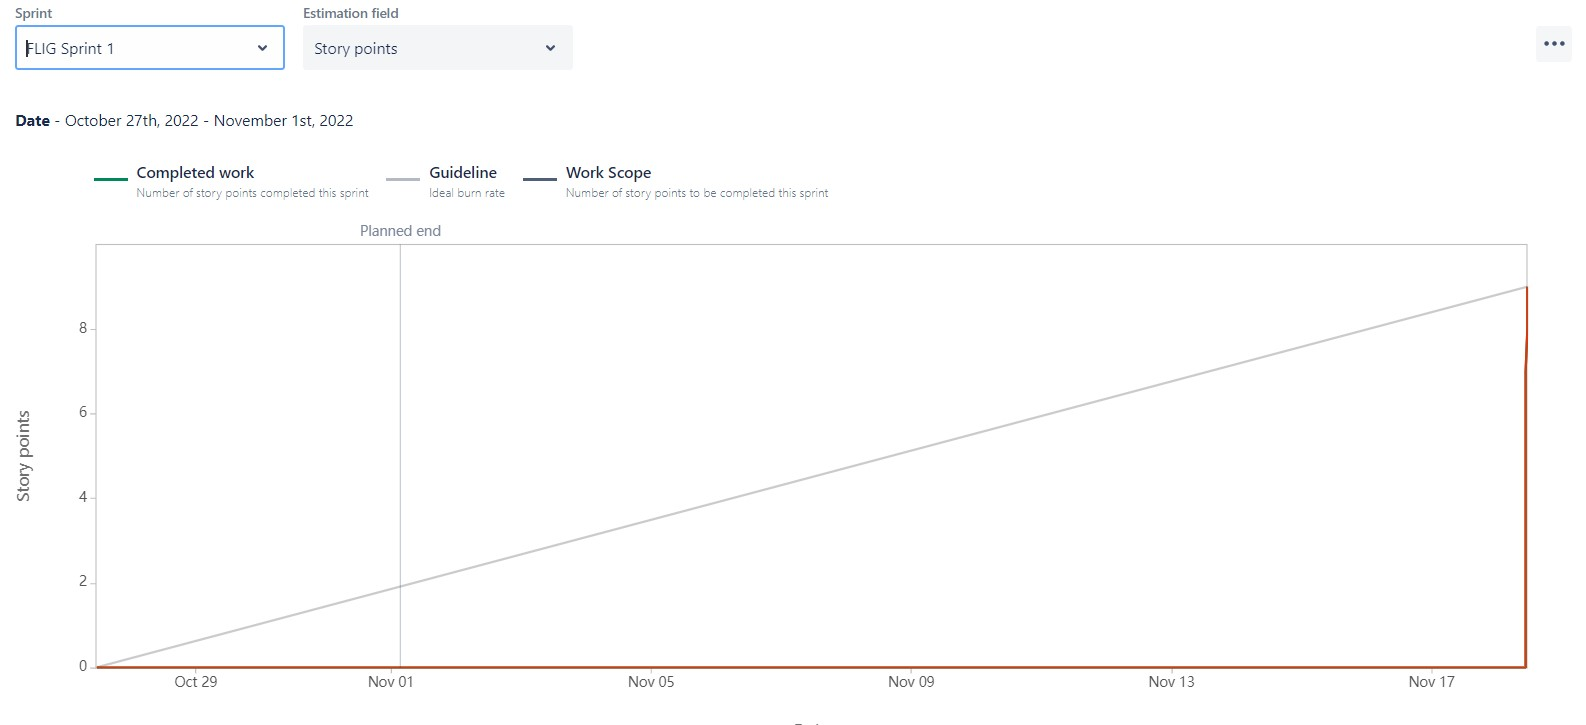 Sprint Estimation field
FLIG Sprint 1 Story points
Date - October 27th, 2022 - November 1st, 2022
Completed work Guideline Work Scope
Number of story points completed this sprint Ideal burn rate Number of story points to be completed this sprint
Planned end
8
6
4
2
0
Story points
Oct 29 Nov 01 Nov 05 Nov 09 Nov 13 Nov 17